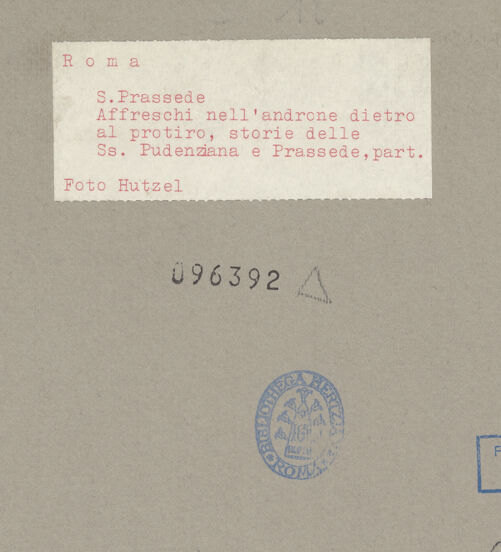 Roma
S.Prassede
Affreschi nell'androne dietro
al protiro, storie delle
Ss. Pudenziana e Prassede,part.
Foto Hutzel
096392
BIBLIOTHECA HERTZIANA
ROMA